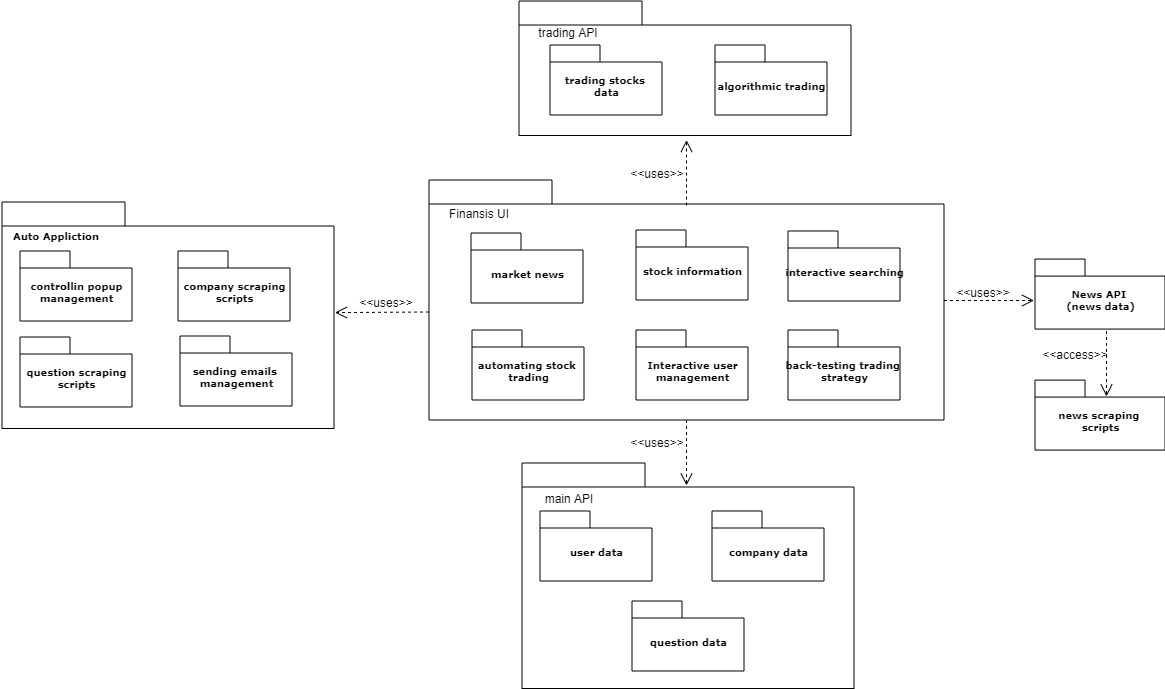 trading API
trading stocks
data
algorithmic trading
<<uses>>
Finansis UI
market news
stock information
interactive searching
automating stock
trading
Interactive user
management
back-testing trading
strategy
<<uses>>
Auto Appliction
controllin popup
management
company scraping
scripts
question scraping
scripts
sending emails
management
<<uses>>
News API
(news data)
<<access>>
news scraping
scripts
<<uses>>
main API
user data
company data
question data